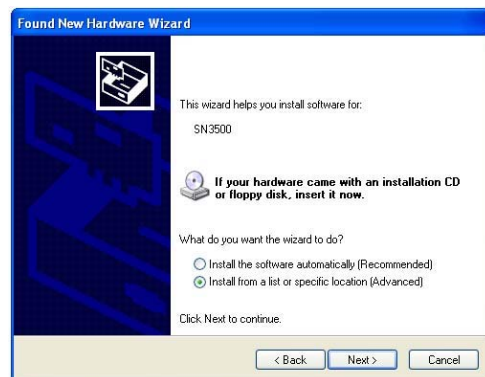 Found New Hardware Wizard
This wizard helps you install software for:
SN3500
If your hardware came with an installation CD
or floppy disk, insert it now.
What do you want the wizard to do?
Install the software automatically (Recommended)
Install from a list or specific location (Advanced)
Click Next to continue.
< Back Next > Cancel